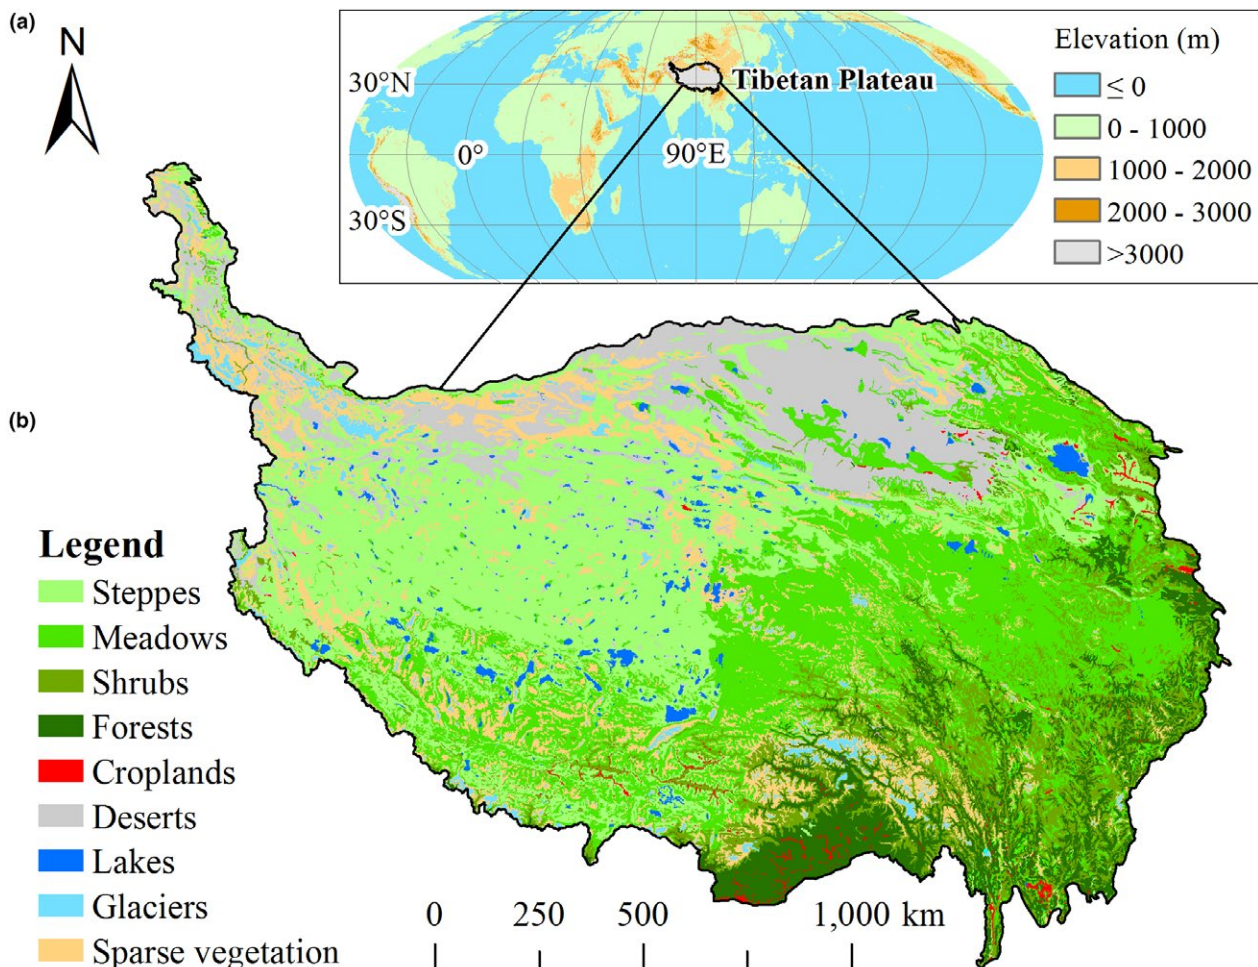 (a)
N
30°N
0°
90°E
30°S
Tibetan Plateau
Elevation (m)
≤ 0
0 - 1000
1000 - 2000
2000 - 3000
>3000
(b)
Legend
Steppes
Meadows
Shrubs
Forests
Croplands
Deserts
Lakes
Glaciers
Sparse vegetation
0 250 500 1,000 km